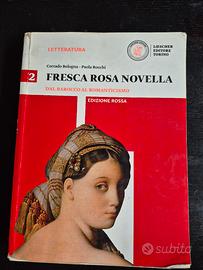 LETTERATURA
LOESCHER
EDITORE
TORINO
Corrado Bologna - Paola Rocchi
2
FRESCA ROSA NOVELLA
DAL BAROCCO AL ROMANTICISMO
EDIZIONE ROSSA
subito